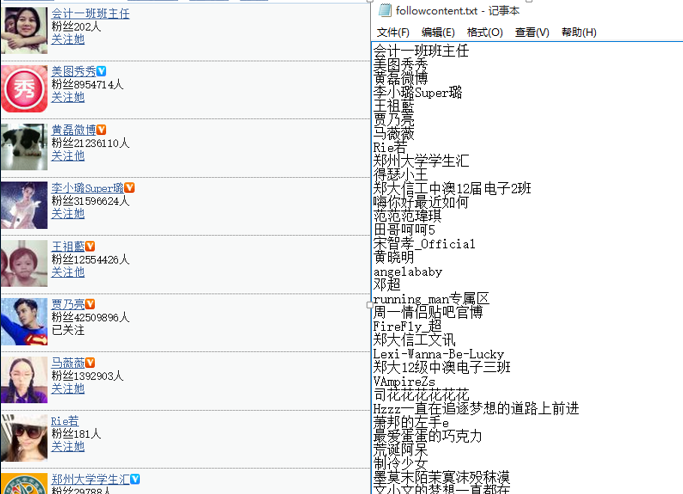 会计一班班主任
粉丝202人
关注她
美图秀秀
粉丝8954714人
关注她
黄磊微博
粉丝21236110人
关注他
李小璐Super璐
粉丝31596624人
关注她
王祖藍
粉丝12554426人
关注他
贾乃亮
粉丝42509896人
已关注
马薇薇
粉丝1392903人
关注她
Rie若
粉丝181人
关注她
郑州大学学生汇
粉丝29788人
followcontent.txt - 记事本
文件(F) 编辑(E) 格式(O) 查看(V) 帮助(H)
会计一班班主任
美图秀秀
黄磊微博
李小璐Super璐
王祖藍
贾乃亮
马薇薇
Rie若
郑州大学学生汇
得瑟小王
郑大信工中澳12届电子2班
嗨你好最近如何
范范范瑋琪
田哥呵呵5
宋智孝_Official
黄晓明
angelababy
邓超
running_man专属区
周一情侣贴吧官博
FireFly_超
郑大信工文讯
Lexi-Wanna-Be-Lucky
郑大12级中澳电子三班
VAmpireZs
司花花花花花花
Hzzz一直在追逐梦想的道路上前进
萧邦的左手e
最爱蛋蛋的巧克力
荒诞阿呆
制冷少女
墨莫末陌茉寞沫殁秣漠
文小文的梦想一直都在